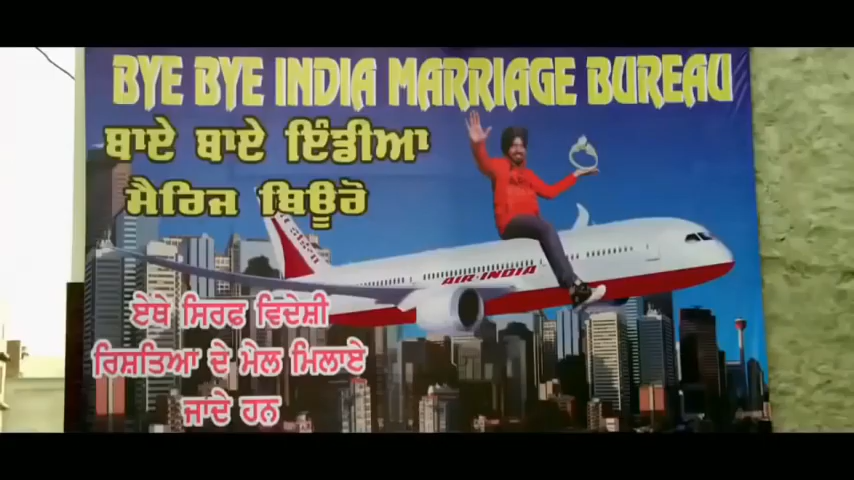 BYE BYE INDIA MARRIAGE BUREAU
ਬਾਏ ਬਾਏ ਇੰਡੀਆ
ਮੈਰਿਜ ਬਿਊਰੋ
AIR-INDIA
ਏਥੇ ਸਿਰਫ ਵਿਦੇਸ਼ੀ
ਰਿਸ਼ਤਿਆ ਦੇ ਮੇਲ ਮਿਲਾਏ
ਜਾਦੇ ਹਨ